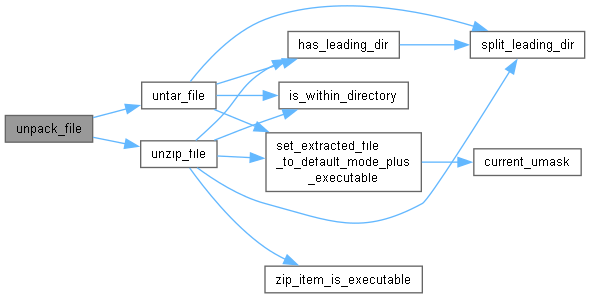 has_leading_dir
split_leading_dir
untar_file
is_within_directory
unpack_file
unzip_file
set_extracted_file
_to_default_mode_plus
_executable
current_umask
zip_item_is_executable